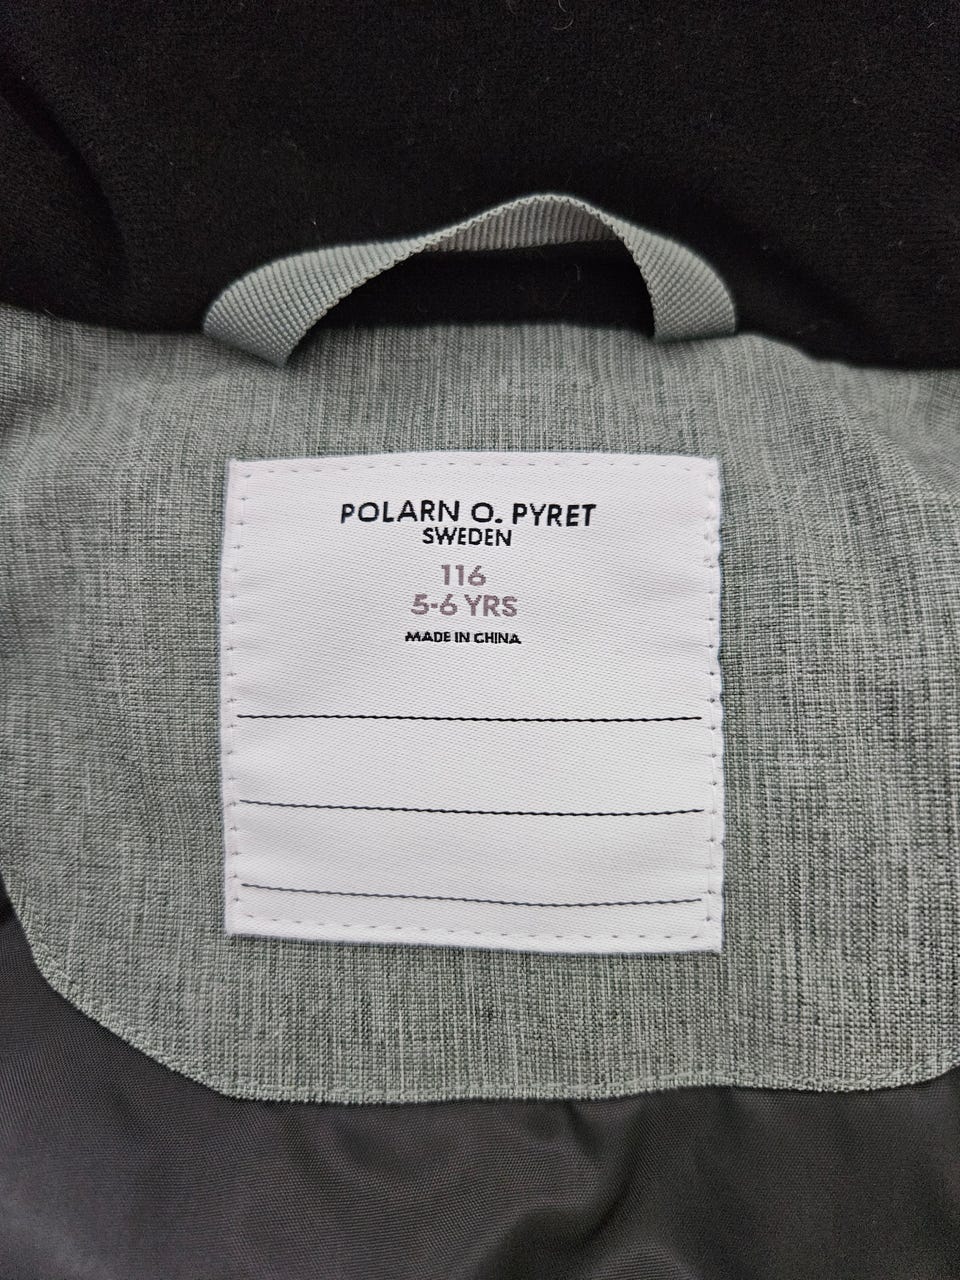 POLARN O. PYRET
SWEDEN
116
5-6 YRS
MADE IN CHINA